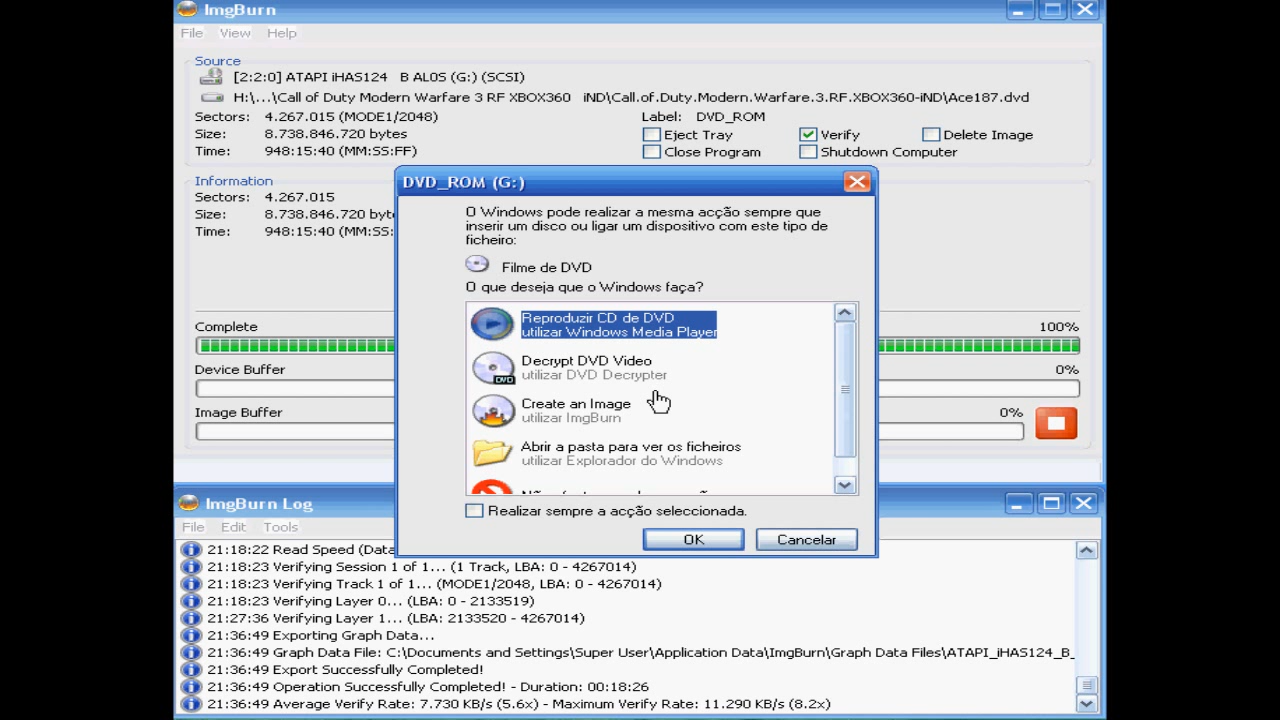 ImgBurn
File View Help
Source
[2:2:0] ATAPI iHAS124 B AL0S (G:) (SCSI)
H:\...\Call of Duty Modern Warfare 3 RF XBOX360 iND\Call.of.Duty.Modern.Warfare.3.RF.XBOX360-iND\Ace187.dvd
Sectors: 4.267.015 (MODE1/2048)
Label: DVD_ROM
Size: 8.738.846.720 bytes
Eject Tray Verify Delete Image
Time: 948:15:40 (MM:SS:FF)
Close Program Shutdown Computer
Information
Sectors: 4.267.015
Size: 8.738.846.720
Time: 948:15:40
Complete 100%
Device Buffer 0%
Image Buffer 0%
DVD_ROM (G:)
O Windows pode realizar a mesma acção sempre que
inserir um disco ou ligar um dispositivo com este tipo de
ficheiro:
Filme de DVD
O que deseja que o Windows faça?
Reproduzir CD de DVD
utilizar Windows Media Player
Decrypt DVD Video
utilizar DVD Decrypter
DVD
Create an Image
utilizar ImgBurn
Abrir a pasta para ver os ficheiros
utilizar Explorador do Windows
Realizar sempre a acção seleccionada.
OK Cancelar
ImgBurn Log
File Edit Tools
21:18:22 Read Speed
21:18:23 Verifying Session 1 of 1... (1 Track, LBA: 0 - 4267014)
21:18:23 Verifying Track 1 of 1... (MODE1/2048, LBA: 0 - 4267014)
21:18:23 Verifying Layer 0... (LBA: 0 - 2133519)
21:27:36 Verifying Layer 1... (LBA: 2133520 - 4267014)
21:36:49 Exporting Graph Data...
21:36:49 Graph Data File: C:\Documents and Settings\Super User\Application Data\ImgBurn\Graph Data Files\ATAPI_iHAS124_B_
21:36:49 Export Successfully Completed!
21:36:49 Operation Successfully Completed! - Duration: 00:18:26
21:36:49 Average Verify Rate: 7.730 KB/s (5.6x) - Maximum Verify Rate: 11.290 KB/s (8.2x)